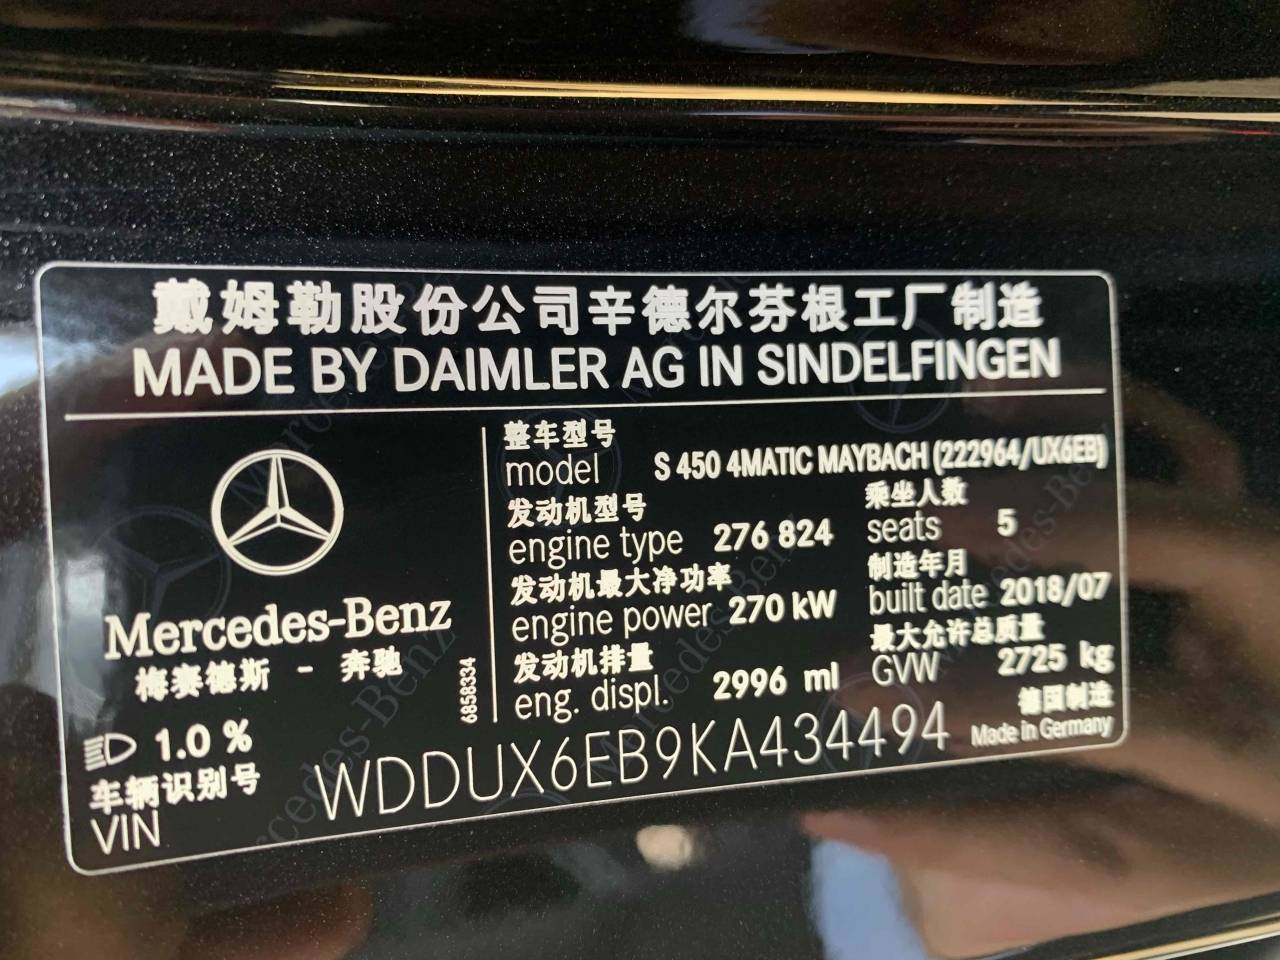 戴姆勒股份公司辛德尔芬根工厂制造
MADE BY DAIMLER AG IN SINDELFINGEN
Mercedes-Benz
梅赛德斯 - 奔驰
6858334
整车型号
model S 450 4MATIC MAYBACH (222964/UX6EB)
发动机型号 乘坐人数
engine type 276 824 seats 5
发动机最大净功率 制造年月
engine power 270 kW built date 2018/07
发动机排量 最大允许总质量
eng. displ. 2996 ml GVW 2725 kg
德国制造
Made in Germany
1.0 %
车辆识别号
VIN WDDUX6EB9KA434494